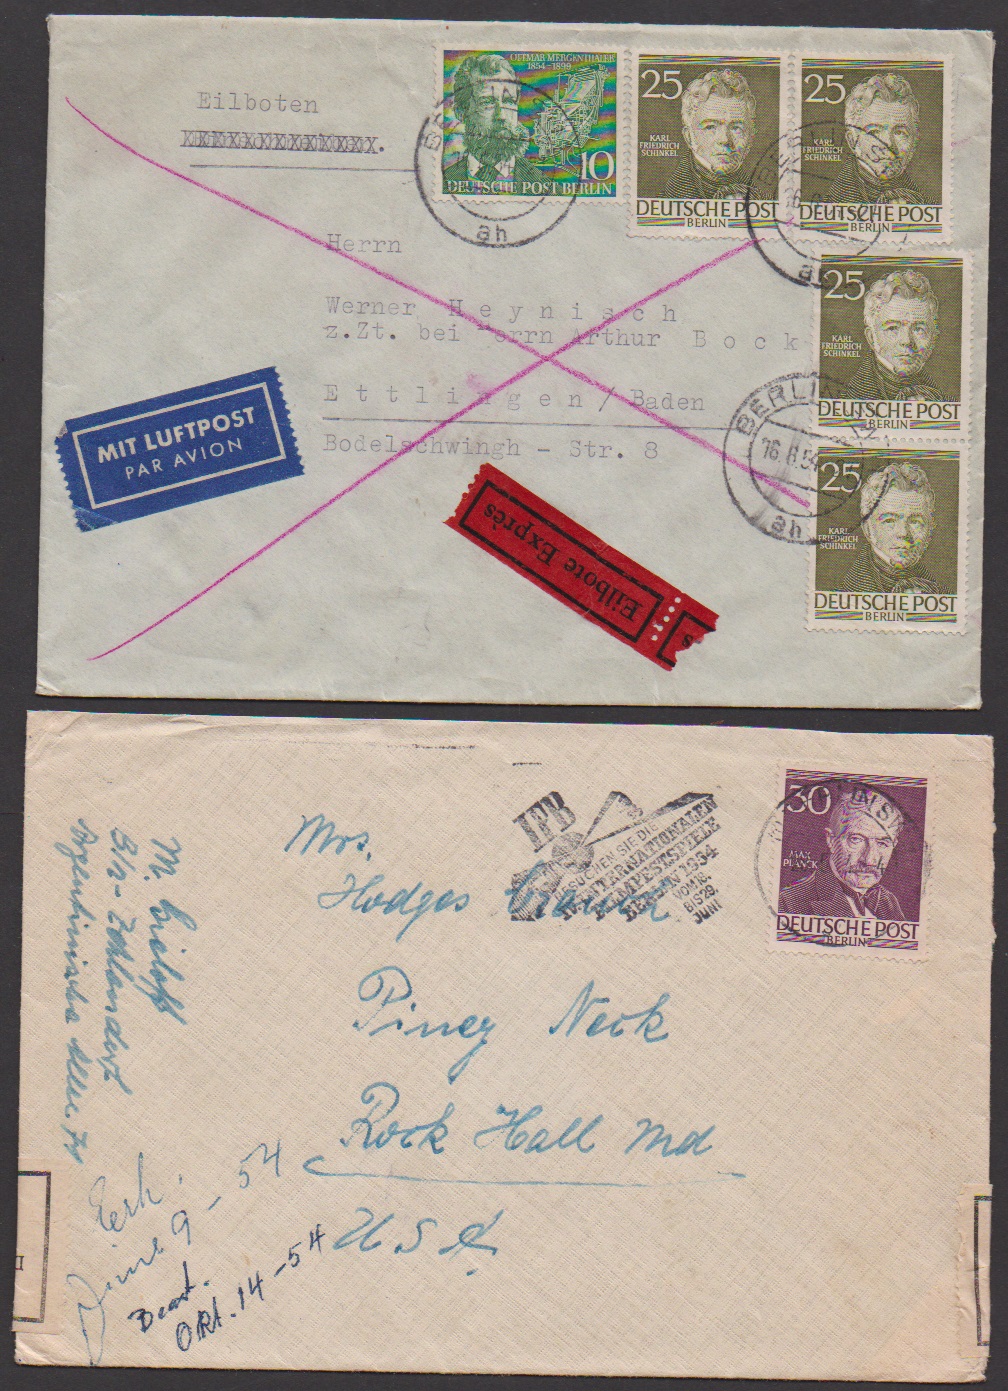 Eilboten
OTTMAR MERGENTHALER
1854-1899
10
DEUTSCHE POST BERLIN
25
KARL
FRIEDRICH
SCHINKEL
DEUTSCHE POST
BERLIN
25
KARL
FRIEDRICH
SCHINKEL
DEUTSCHE POST
BERLIN
ah
Herrn
Werner Heynisch
z.Zt. bei Herrn Arthur Bock
Ettlingen/Baden
Bodelschwingh - Str. 8
25
KARL
FRIEDRICH
SCHINKEL
DEUTSCHE POST
BERLIN
BERLIN
16.8.54
ah
25
KARL
FRIEDRICH
SCHINKEL
DEUTSCHE POST
BERLIN
MIT LUFTPOST
PAR AVION
Eilbote Exprès
s
30
MAX
PLANCK
DEUTSCHE POST
BERLIN
BESUCHEN SIE DIE
IV. INTERNATIONALEN
FILMFESTSPIELE
BERLIN 1954
VOM 18.
BIS 29.
JUNI
Mrs.
Hodges
Piney Neck
Rock Hall Md
USA
June 9-54
Oct. 14-54